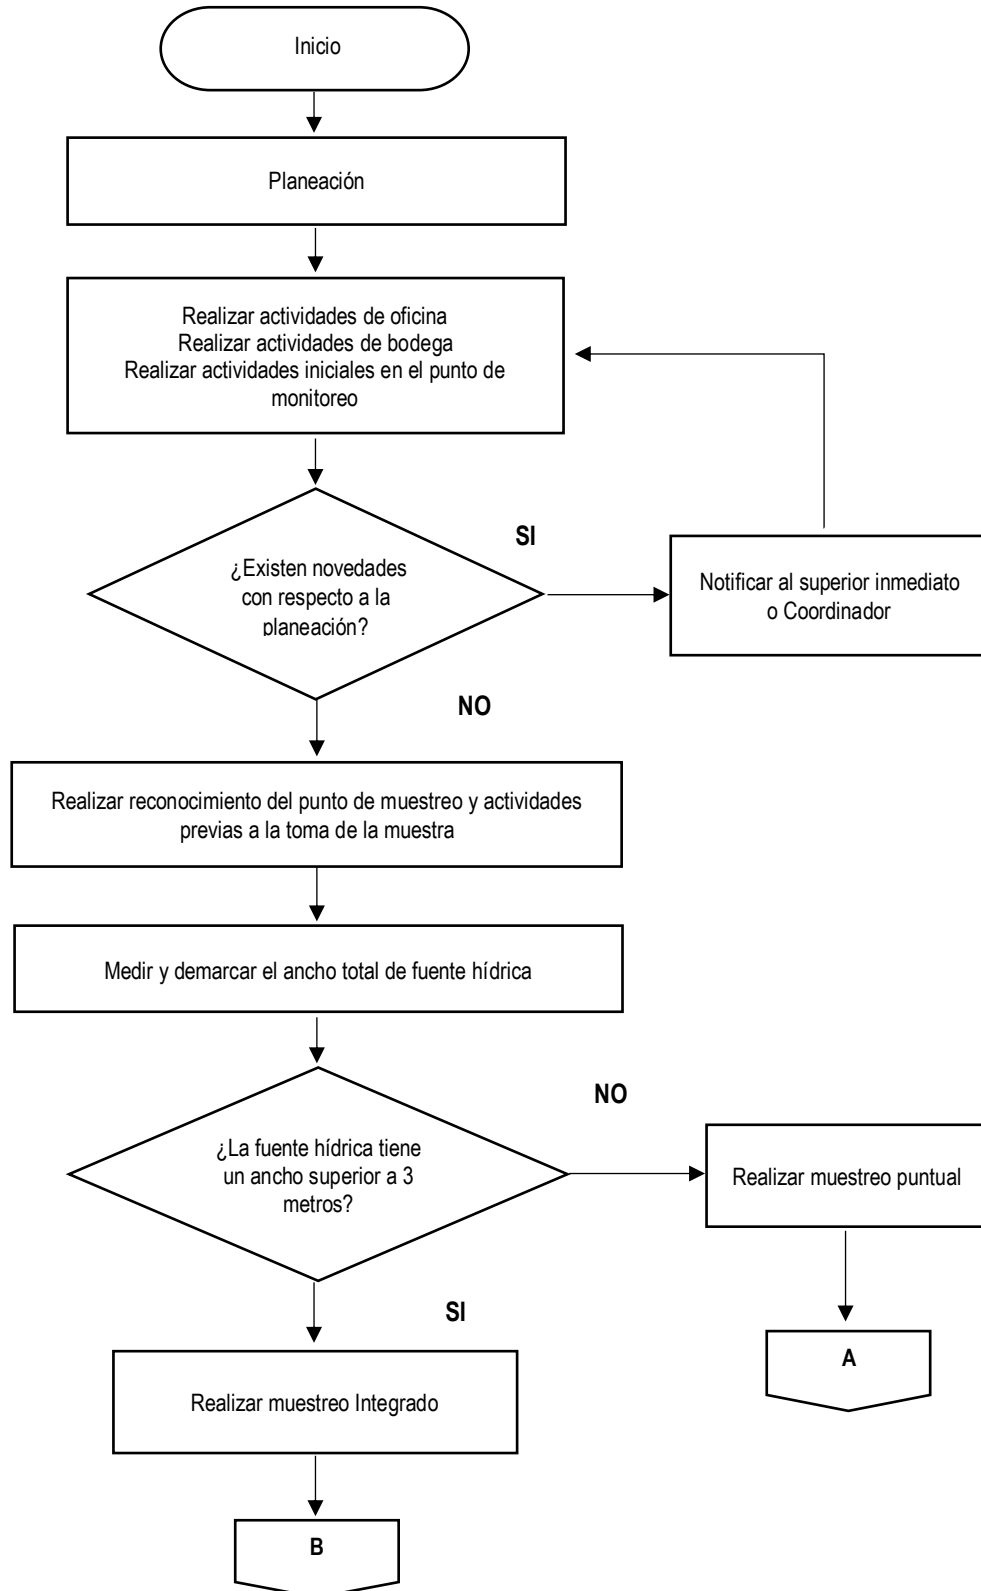 Inicio
Planeación
Realizar actividades de oficina
Realizar actividades de bodega
Realizar actividades iniciales en el punto de
monitoreo
SI
¿Existen novedades
con respecto a la
planeación?
Notificar al superior inmediato
o Coordinador
NO
Realizar reconocimiento del punto de muestreo y actividades
previas a la toma de la muestra
Medir y demarcar el ancho total de fuente hídrica
NO
¿La fuente hídrica tiene
un ancho superior a 3
metros?
Realizar muestreo puntual
SI
A
Realizar muestreo Integrado
B